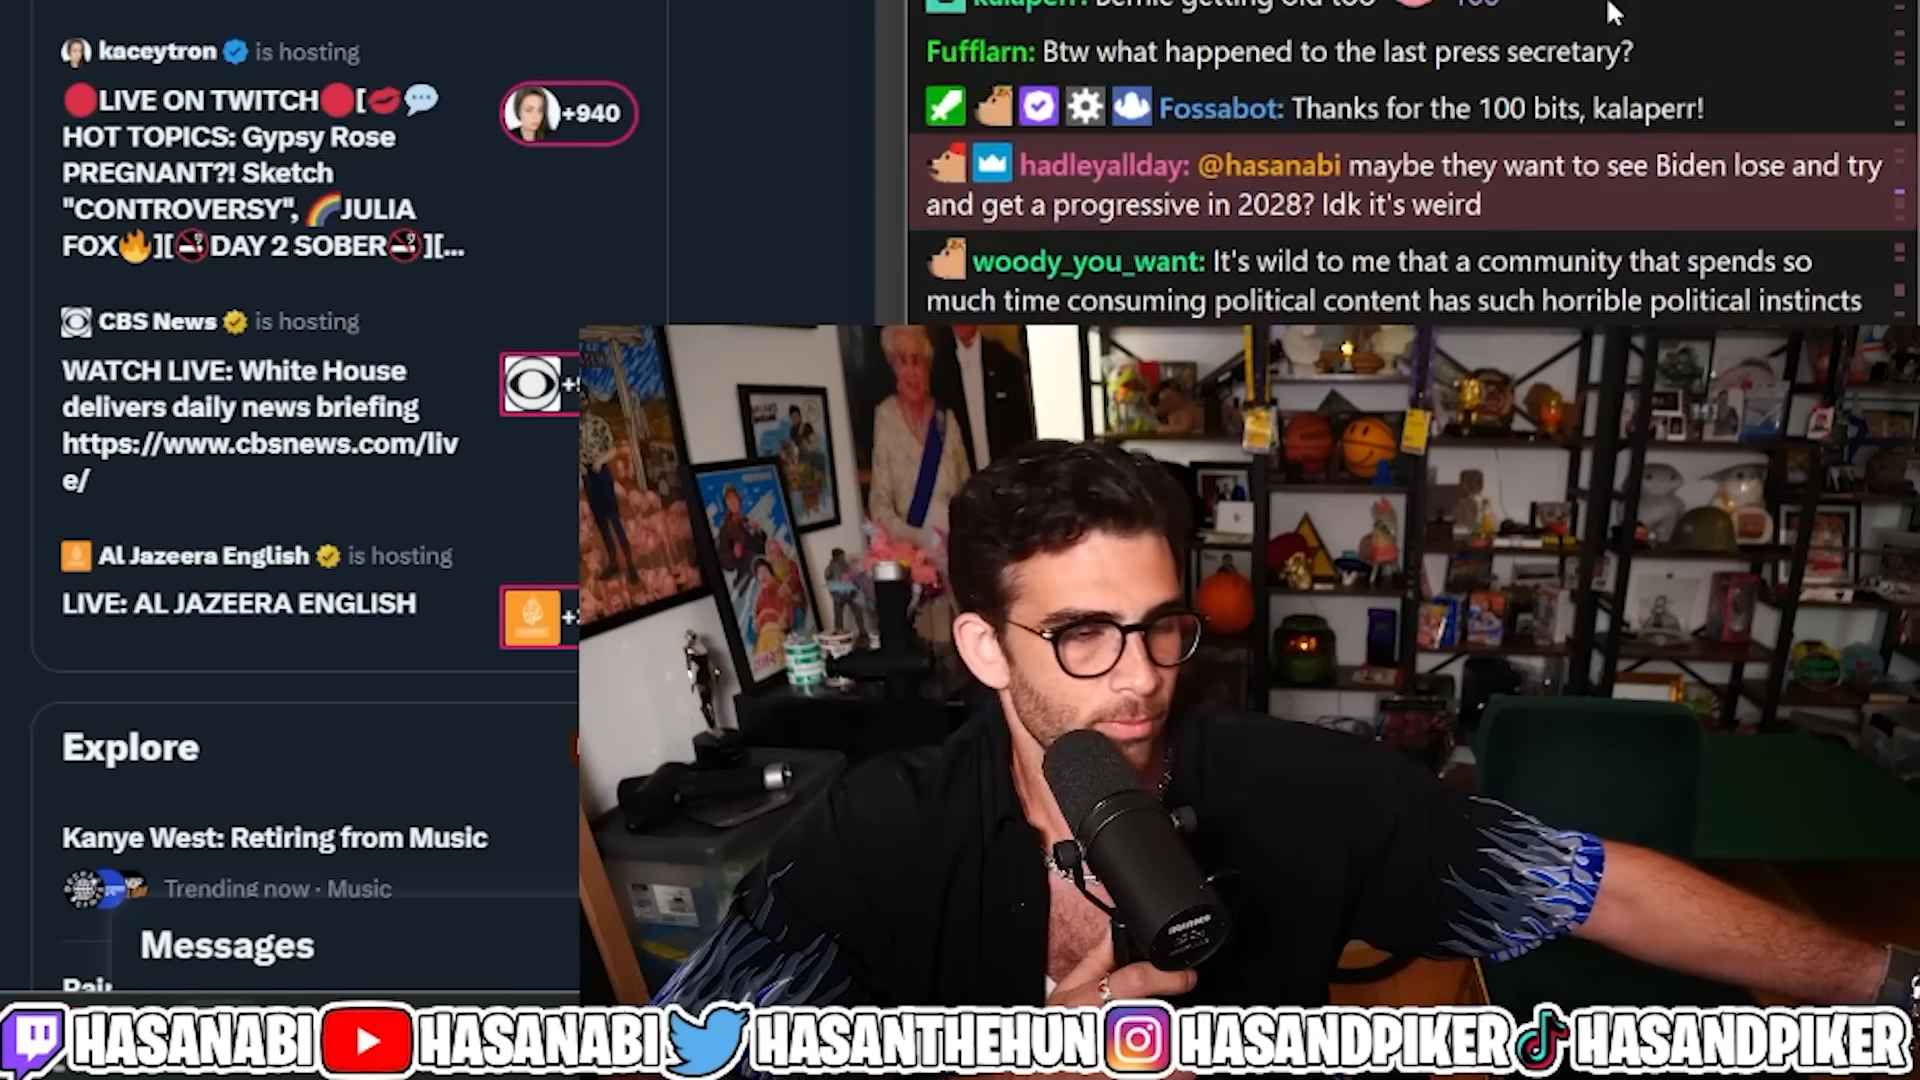 kaceytron is hosting
🔴LIVE ON TWITCH🔴[💋💬
HOT TOPICS: Gypsy Rose
PREGNANT?! Sketch
"CONTROVERSY", 🌈JULIA
FOX🔥][🚭DAY 2 SOBER🚭][...
+940
CBS News is hosting
WATCH LIVE: White House
delivers daily news briefing
https://www.cbsnews.com/liv
e/
Al Jazeera English is hosting
LIVE: AL JAZEERA ENGLISH
Explore
Kanye West: Retiring from Music
Trending now · Music
Messages
kalaperr: Bernie getting old too 100
Fufflarn: Btw what happened to the last press secretary?
Fossabot: Thanks for the 100 bits, kalaperr!
hadleyallday: @hasanabi maybe they want to see Biden lose and try
and get a progressive in 2028? Idk it's weird
woody_you_want: It's wild to me that a community that spends so
much time consuming political content has such horrible political instincts
HASANABI HASANABI HASANTHEHUN HASANDPIKER HASANDPIKER